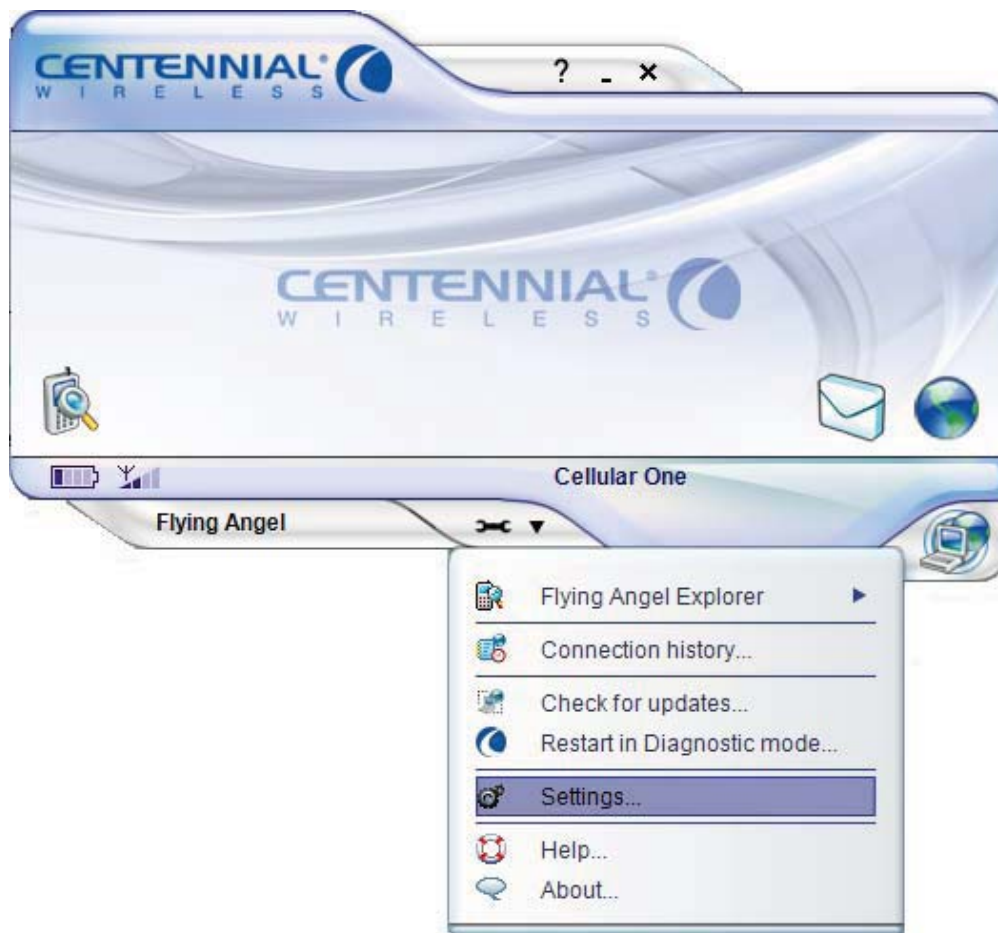 CENTENNIAL®
WIRELESS
? - ×
CENTENNIAL®
WIRELESS
Cellular One
Flying Angel
Flying Angel Explorer
Connection history...
Check for updates...
Restart in Diagnostic mode...
Settings...
Help...
About...